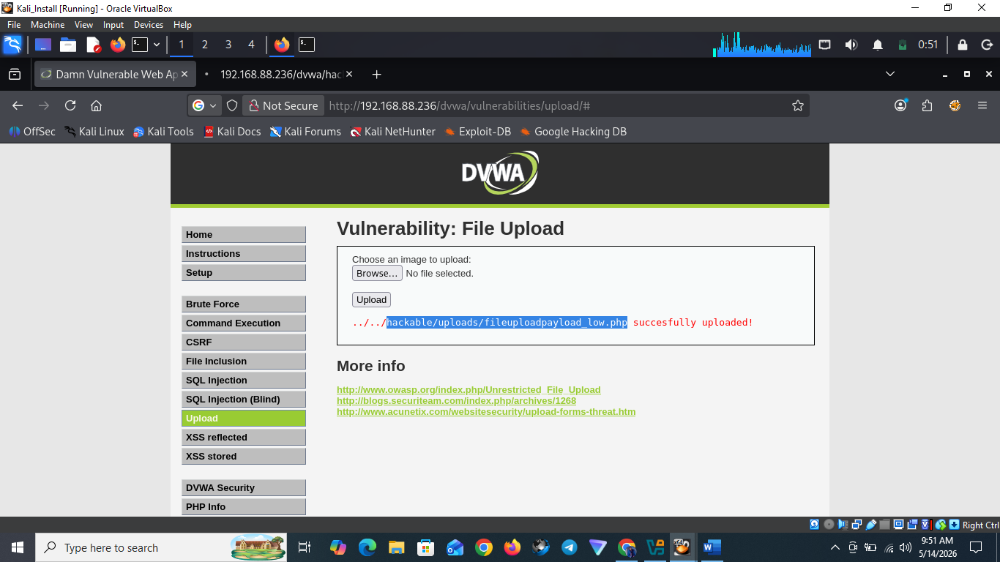 Kali_Install [Running] - Oracle VirtualBox
File Machine View Input Devices Help
1 2 3 4 0:51
Damn Vulnerable Web Ap 192.168.88.236/dvwa/hac
Not Secure http://192.168.88.236/dvwa/vulnerabilities/upload/#
OffSec Kali Linux Kali Tools Kali Docs Kali Forums Kali NetHunter Exploit-DB Google Hacking DB
DVWA
Vulnerability: File Upload
Home
Instructions
Setup
Brute Force
Command Execution
CSRF
File Inclusion
SQL Injection
SQL Injection (Blind)
Upload
XSS reflected
XSS stored
DVWA Security
PHP Info
Choose an image to upload:
Browse... No file selected.
Upload
../../hackable/uploads/fileuploadpayload_low.php succesfully uploaded!
More info
http://www.owasp.org/index.php/Unrestricted_File_Upload
http://blogs.securiteam.com/index.php/archives/1268
http://www.acunetix.com/websitesecurity/upload-forms-threat.htm
Right Ctrl
Type here to search
9:51 AM
5/14/2026